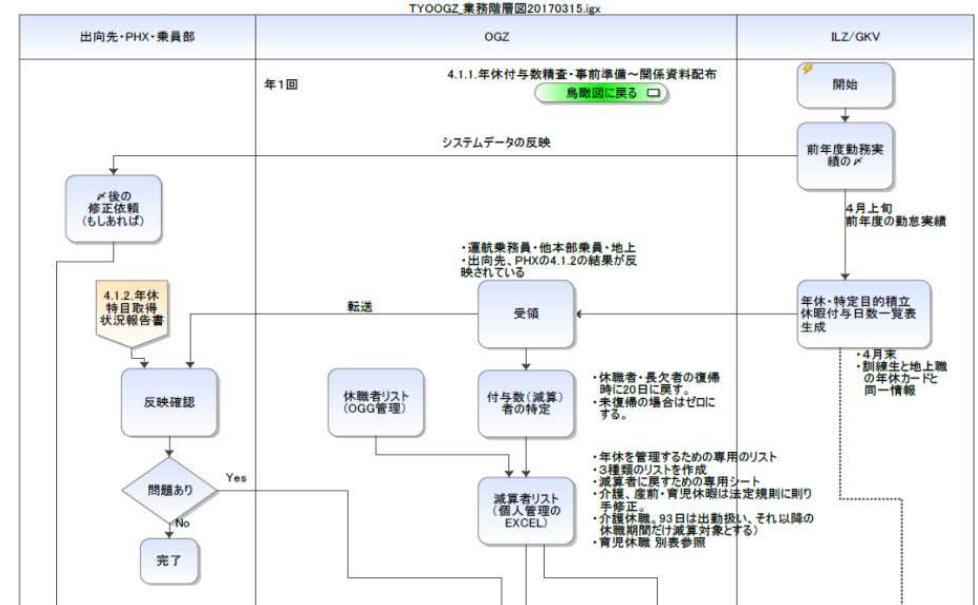 TYOOGZ_業務階層図20170315.igx
出向先・PHX・乗員部
OGZ
ILZ/GKV
年1回
4.1.1.年休付与数精査・事前準備～関係資料配布
鳥瞰図に戻る
開始
システムデータの反映
前年度勤務実
績の〆
〆後の
修正依頼
(もしあれば)
4月上旬
前年度の勤怠実績
・運航乗務員・他本部乗員・地上
・出向先、PHXの4.1.2の結果が反
映されている
4.1.2.年休
特目取得
状況報告書
転送
受領
年休・特定目的積立
休暇付与日数一覧表
生成
・4月末
・訓練生と地上職
の年休カードと
同一情報
反映確認
休職者リスト
(OGG管理)
付与数(減算)
者の特定
・休職者・長欠者の復帰
時に20日に戻す。
・未復帰の場合はゼロに
する。
問題あり
Yes
No
完了
減算者リスト
(個人管理の
EXCEL)
・年休を管理するための専用のリスト
・3種類のリストを作成
・減算者に戻すための専用シート
・介護、産前・育児休暇は法定規則に則り
手修正。
・介護休職。93日は出勤扱い、それ以降の
休職期間だけ減算対象とする)
・育児休職 別表参照